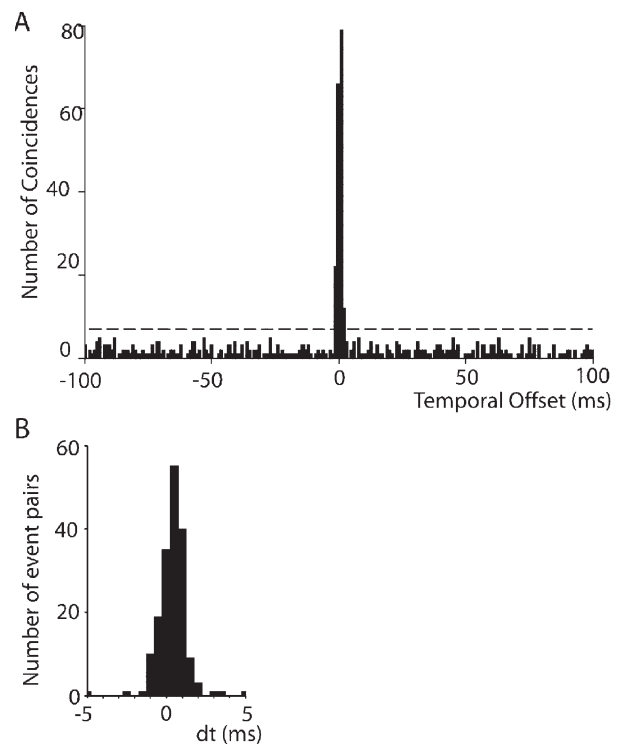 A
Number of Coincidences
80
60
40
20
0
-100 -50 0 50 100
Temporal Offset (ms)
B
Number of event pairs
60
40
20
0
-5 0 5
dt (ms)